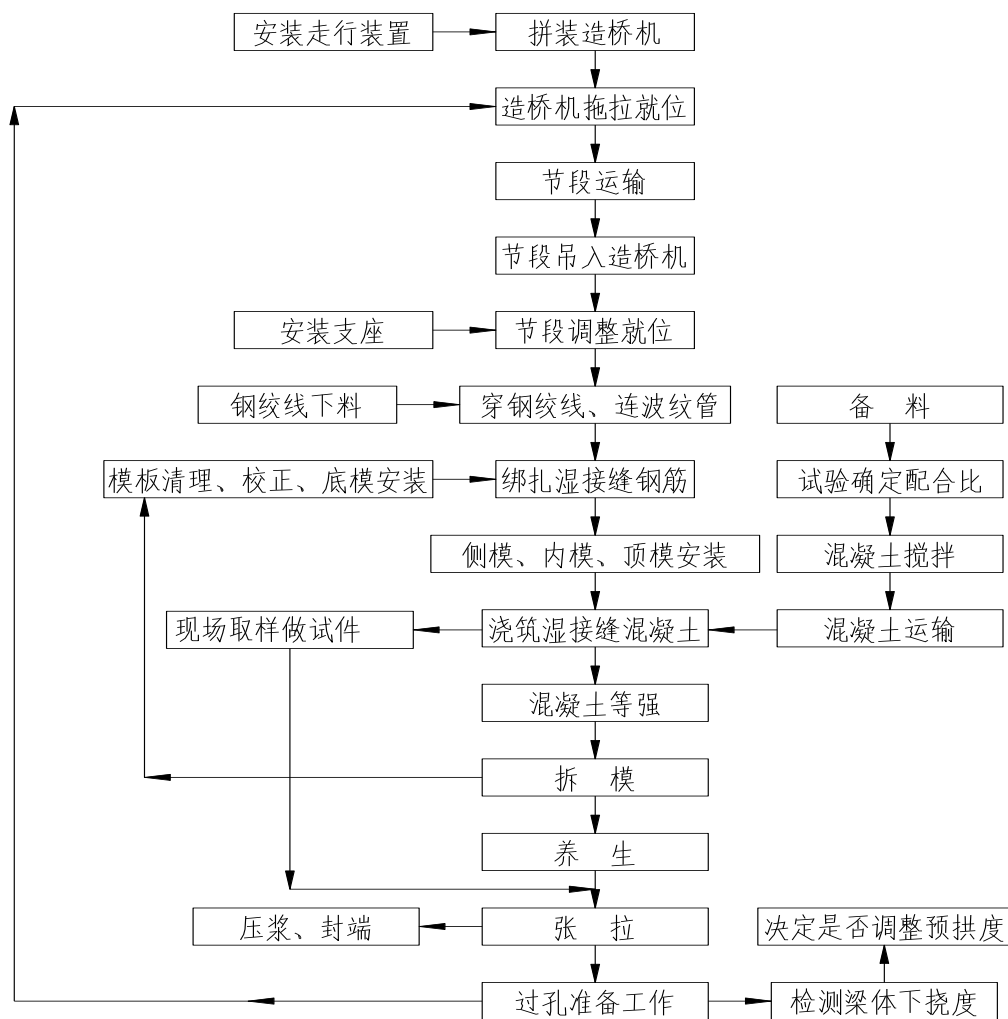 安装走行装置
拼装造桥机
造桥机拖拉就位
节段运输
节段吊入造桥机
安装支座
节段调整就位
钢绞线下料
穿钢绞线、连波纹管
备 料
模板清理、校正、底模安装
绑扎湿接缝钢筋
试验确定配合比
侧模、内模、顶模安装
混凝土搅拌
现场取样做试件
浇筑湿接缝混凝土
混凝土运输
混凝土等强
拆 模
养 生
压浆、封端
张 拉
决定是否调整预拱度
过孔准备工作
检测梁体下挠度